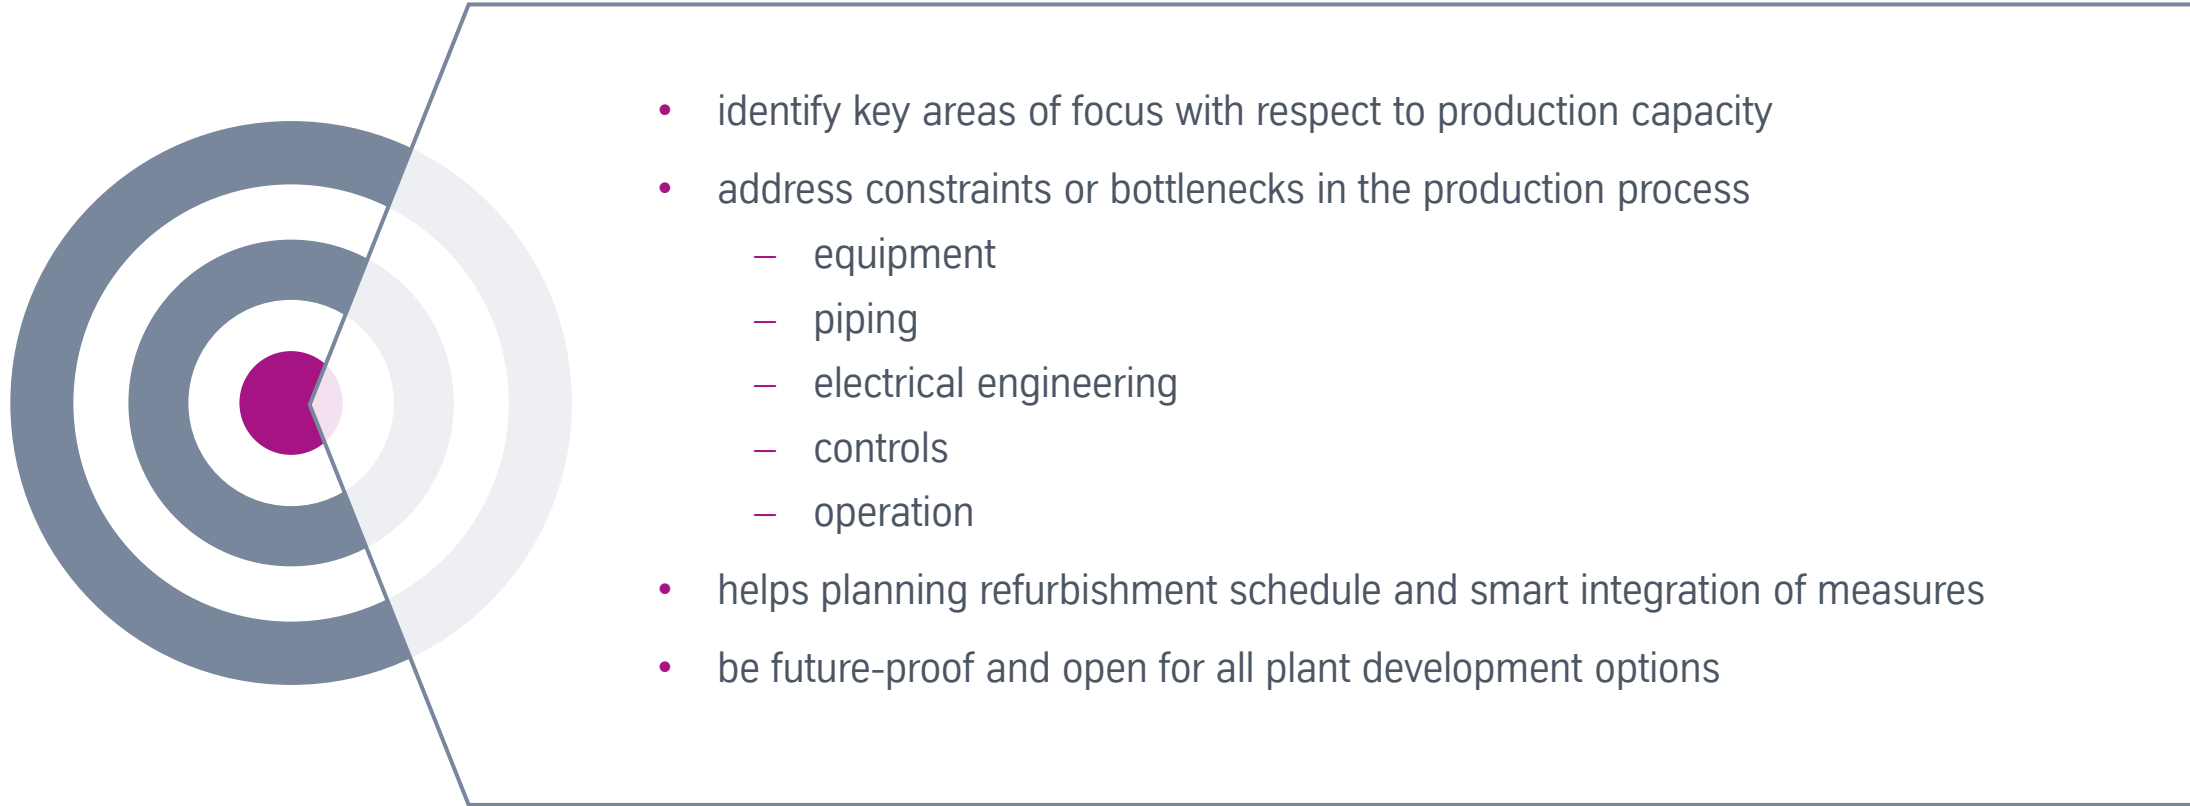 • identify key areas of focus with respect to production capacity
• address constraints or bottlenecks in the production process
– equipment
– piping
– electrical engineering
– controls
– operation
• helps planning refurbishment schedule and smart integration of measures
• be future-proof and open for all plant development options